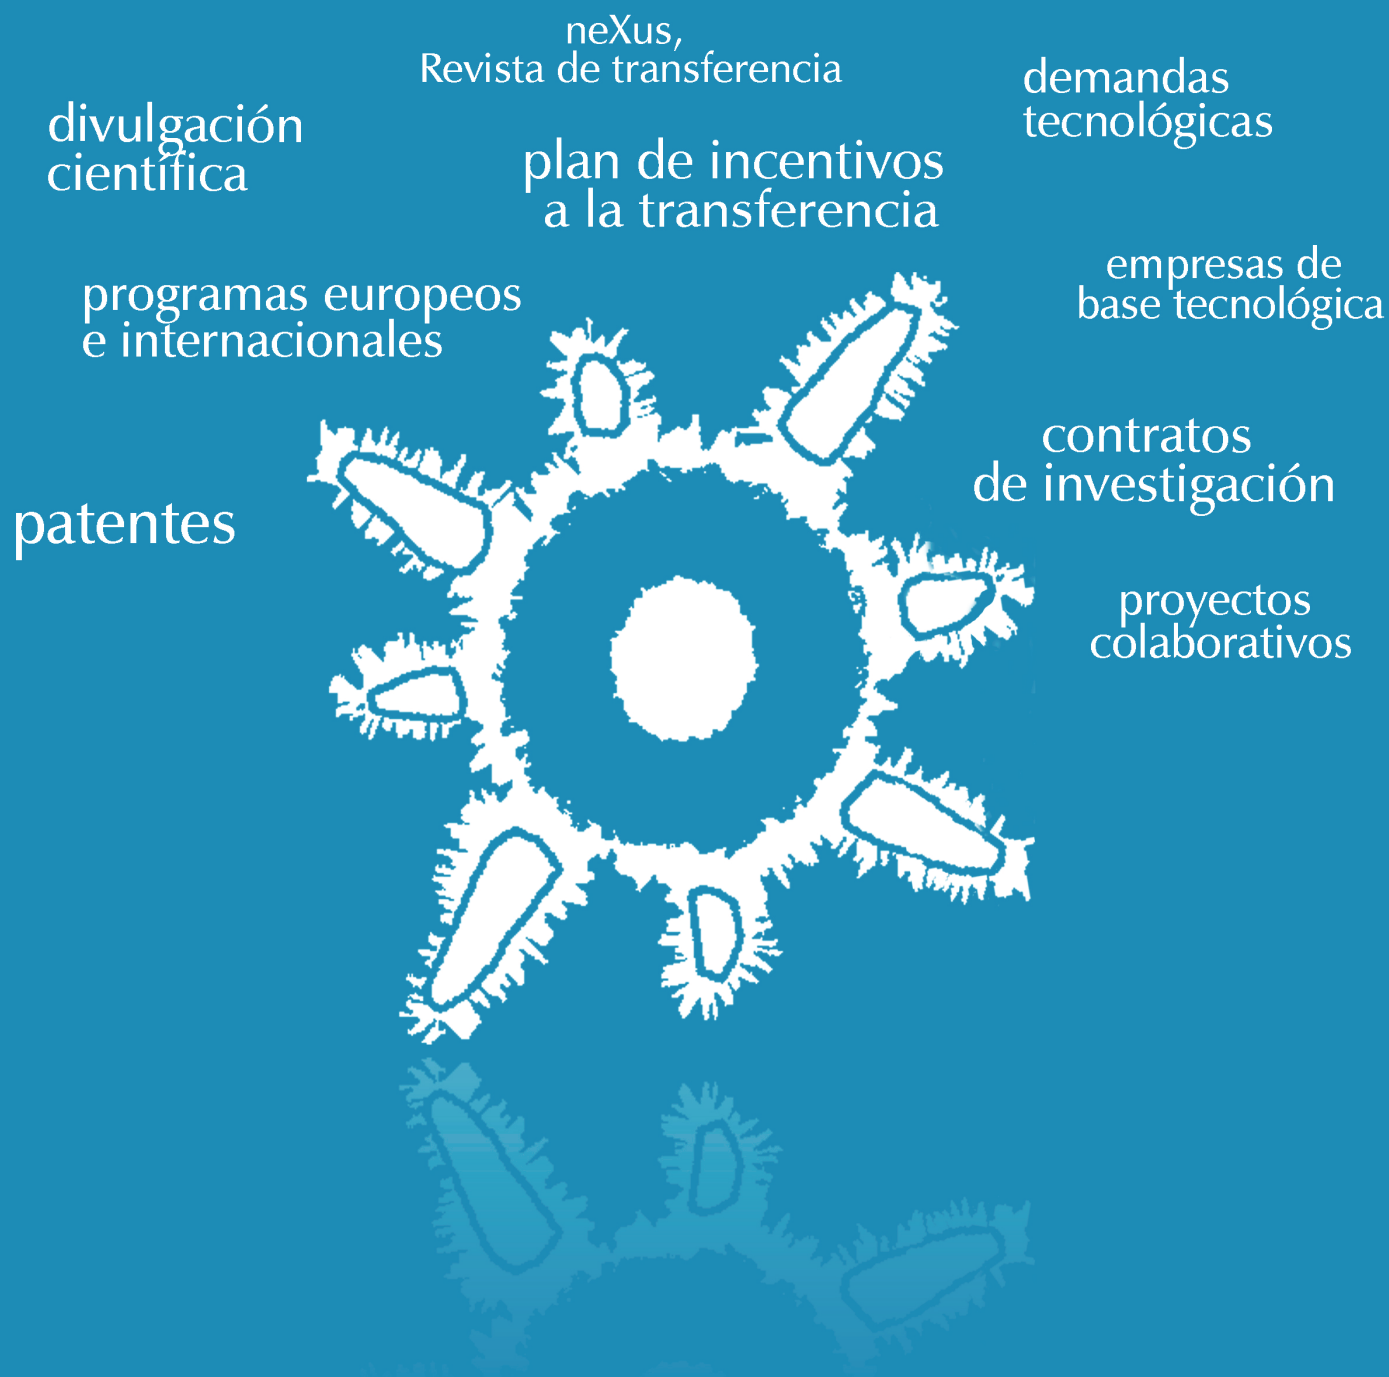 neXus,
Revista de transferencia
demandas
tecnológicas
divulgación
científica
plan de incentivos
a la transferencia
empresas de
base tecnológica
programas europeos
e internacionales
contratos
de investigación
patentes
proyectos
colaborativos